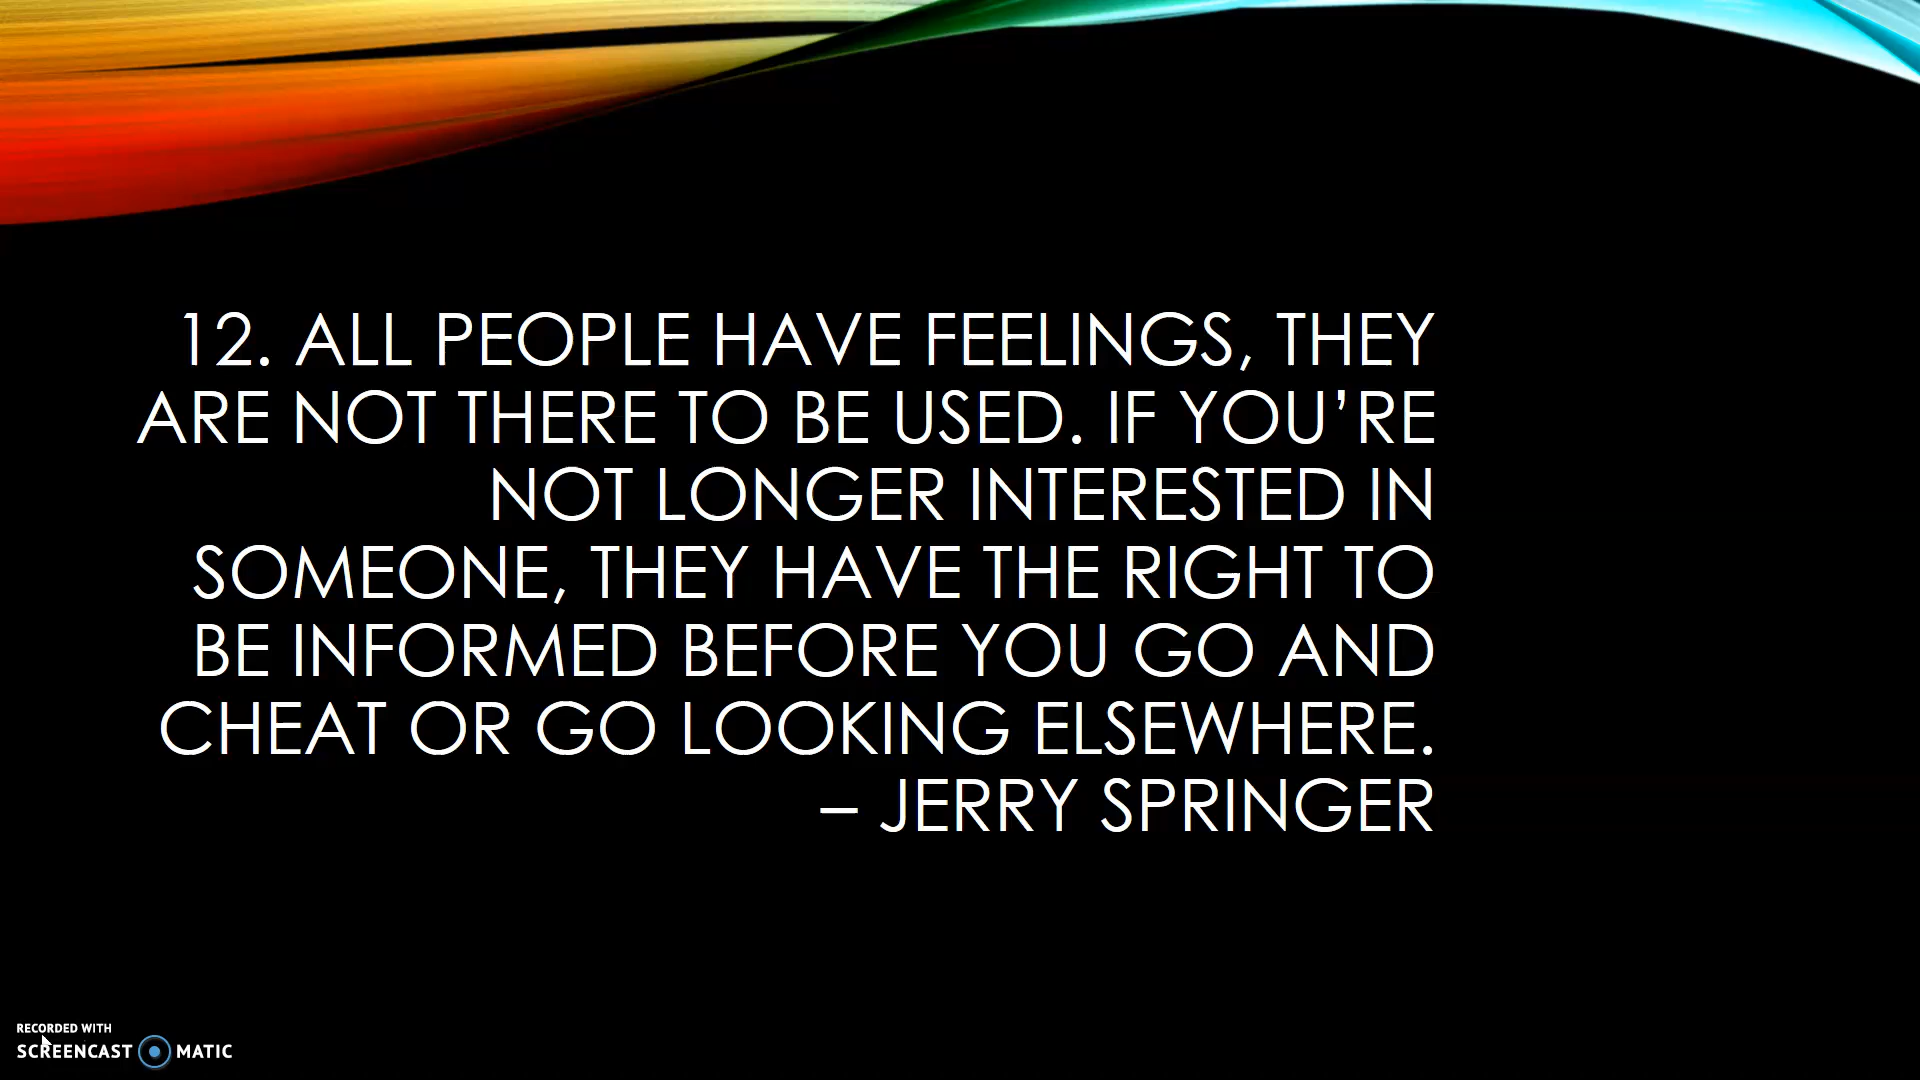 12. ALL PEOPLE HAVE FEELINGS, THEY
ARE NOT THERE TO BE USED. IF YOU’RE
NOT LONGER INTERESTED IN
SOMEONE, THEY HAVE THE RIGHT TO
BE INFORMED BEFORE YOU GO AND
CHEAT OR GO LOOKING ELSEWHERE.
– JERRY SPRINGER
RECORDED WITH
SCREENCAST MATIC